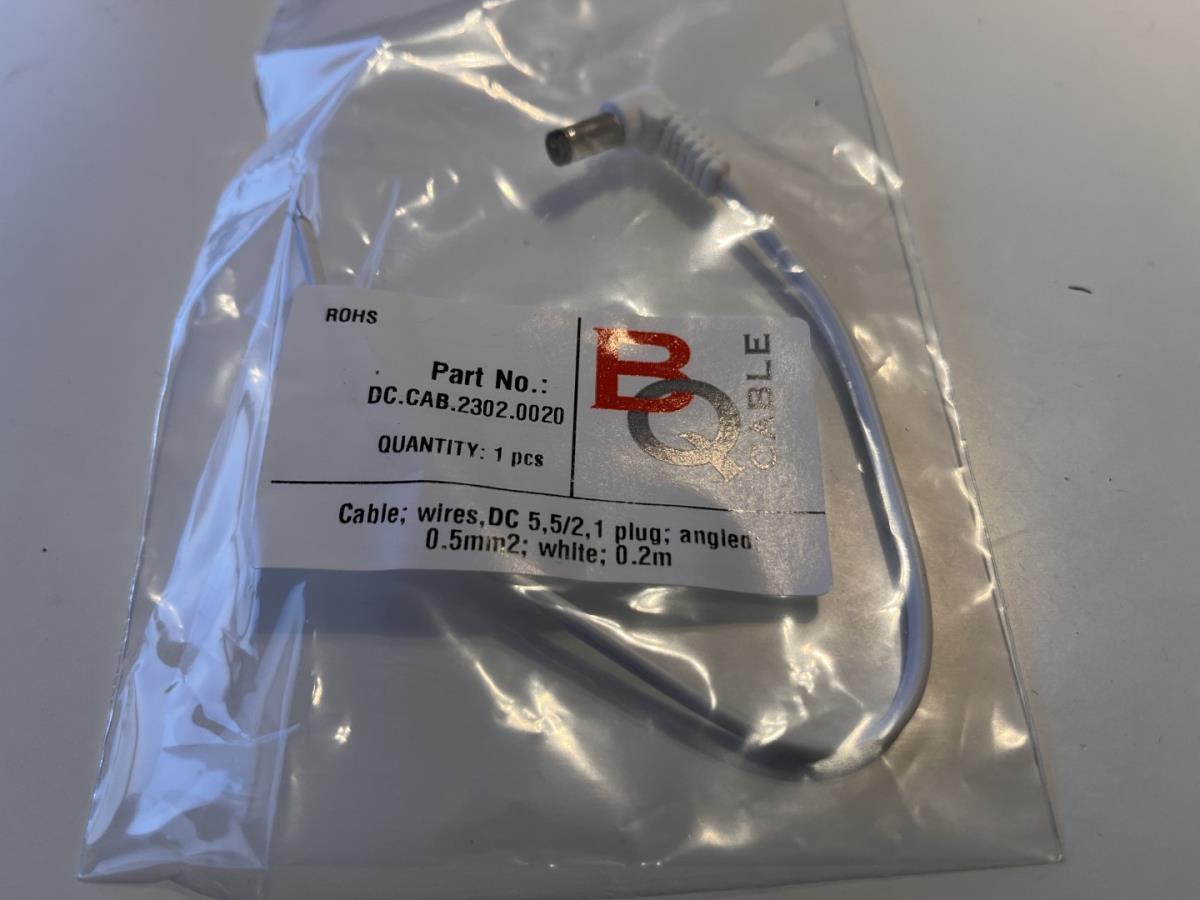 ROHS
Part No.:
DC.CAB.2302.0020
QUANTITY: 1 pcs
BQ
CABLE
Cable; wires,DC 5,5/2,1 plug; angled;
0.5mm2; white; 0.2m